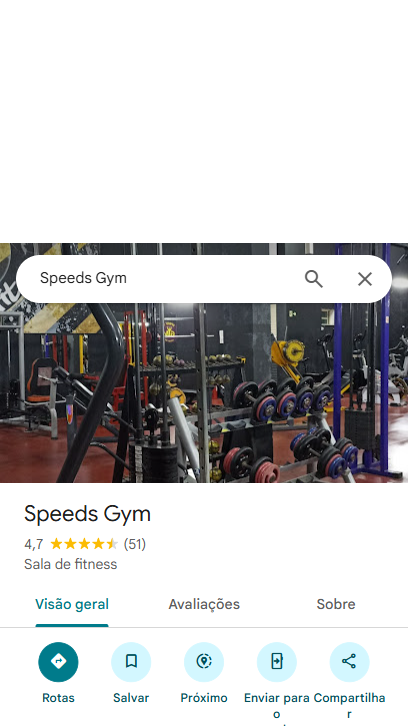 Speeds Gym
Speeds Gym
4,7 (51)
Sala de fitness
Visão geral Avaliações Sobre
Rotas Salvar Próximo Enviar para o Compartilhar